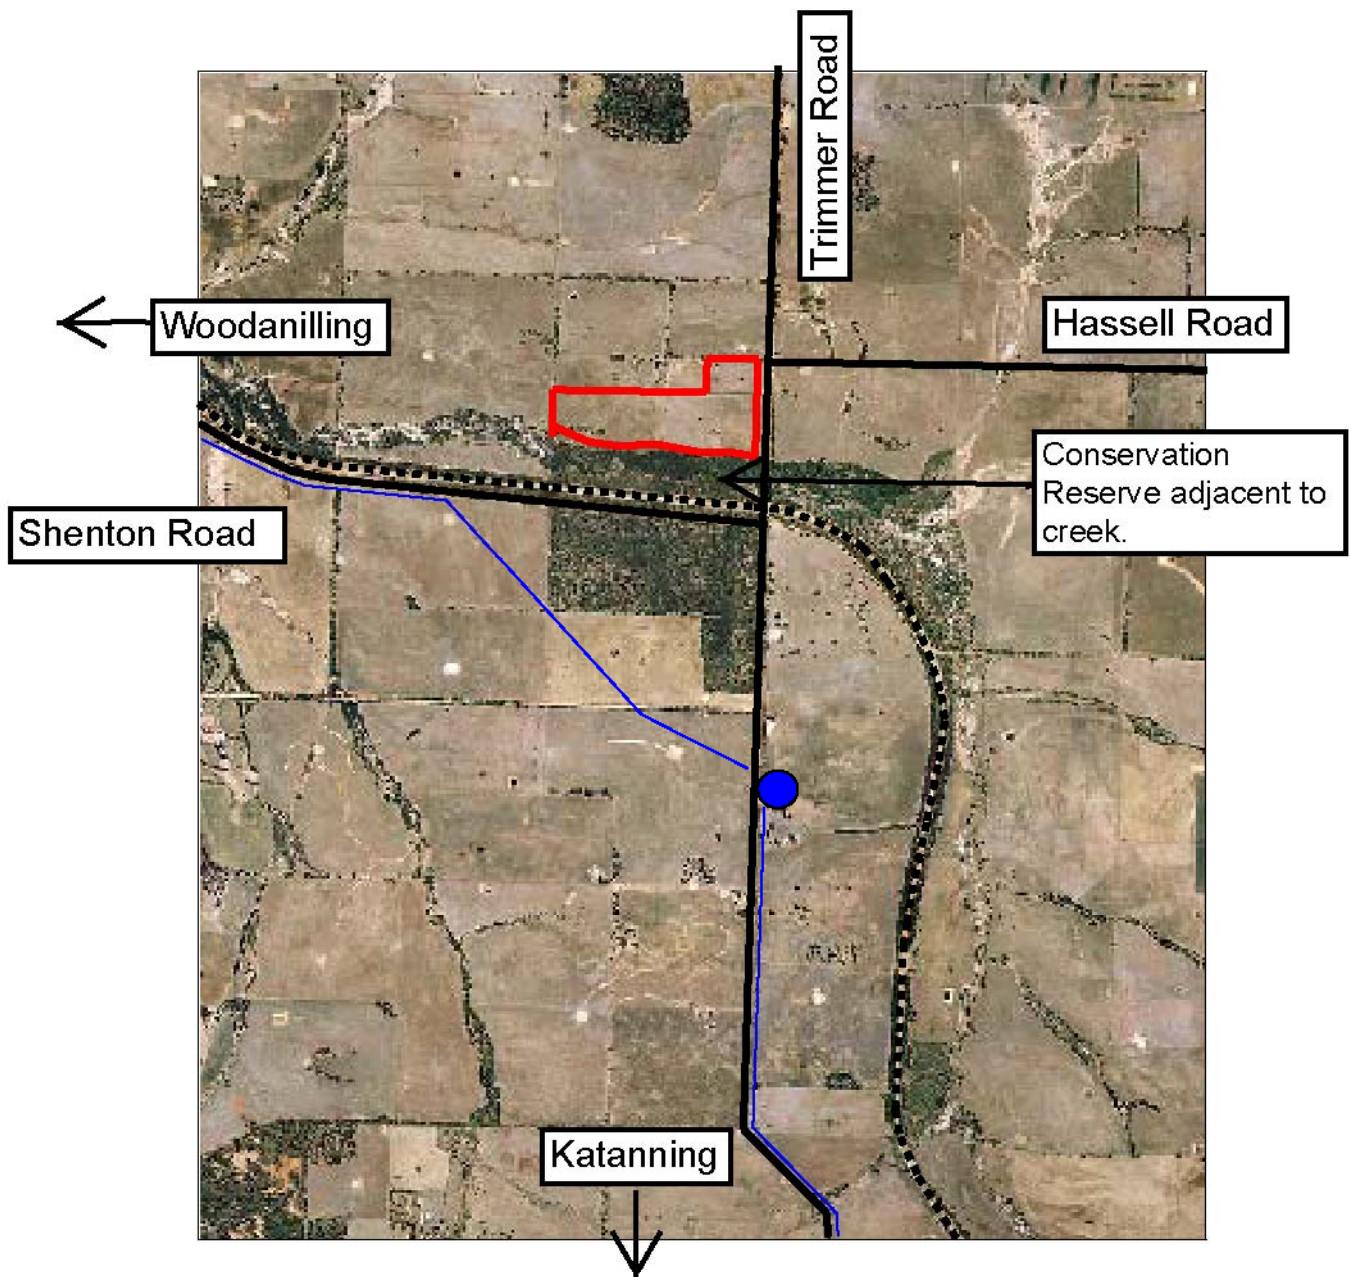 Trimmer Road
Woodanilling
Hassell Road
Conservation
Reserve adjacent to
creek.
Shenton Road
Katanning